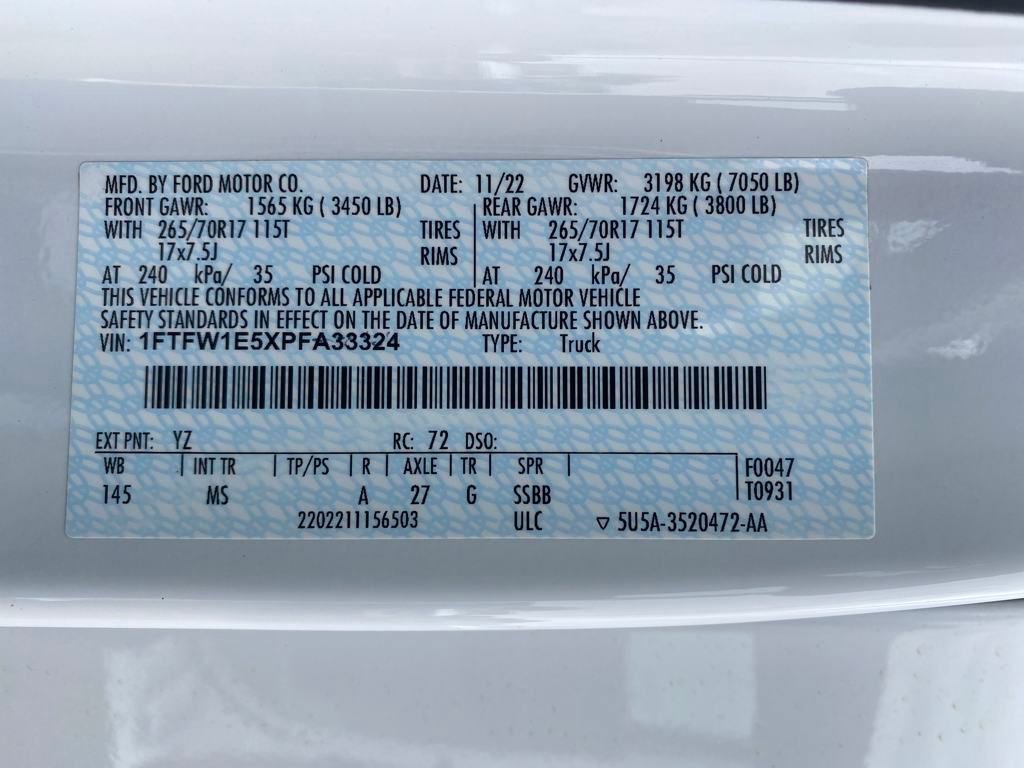 MFD. BY FORD MOTOR CO. DATE: 11/22 GVWR: 3198 KG ( 7050 LB)
FRONT GAWR: 1565 KG ( 3450 LB) REAR GAWR: 1724 KG ( 3800 LB)
WITH 265/70R17 115T TIRES WITH 265/70R17 115T TIRES
17x7.5J RIMS 17x7.5J RIMS
AT 240 kPa/ 35 PSI COLD AT 240 kPa/ 35 PSI COLD
THIS VEHICLE CONFORMS TO ALL APPLICABLE FEDERAL MOTOR VEHICLE
SAFETY STANDARDS IN EFFECT ON THE DATE OF MANUFACTURE SHOWN ABOVE.
VIN: 1FTFW1E5XPFA33324 TYPE: Truck
EXT PNT: YZ RC: 72 DSO:
WB INT TR TP/PS R AXLE TR SPR F0047
145 MS A 27 G SSBB T0931
2202211156503 ULC ▽ 5U5A-3520472-AA